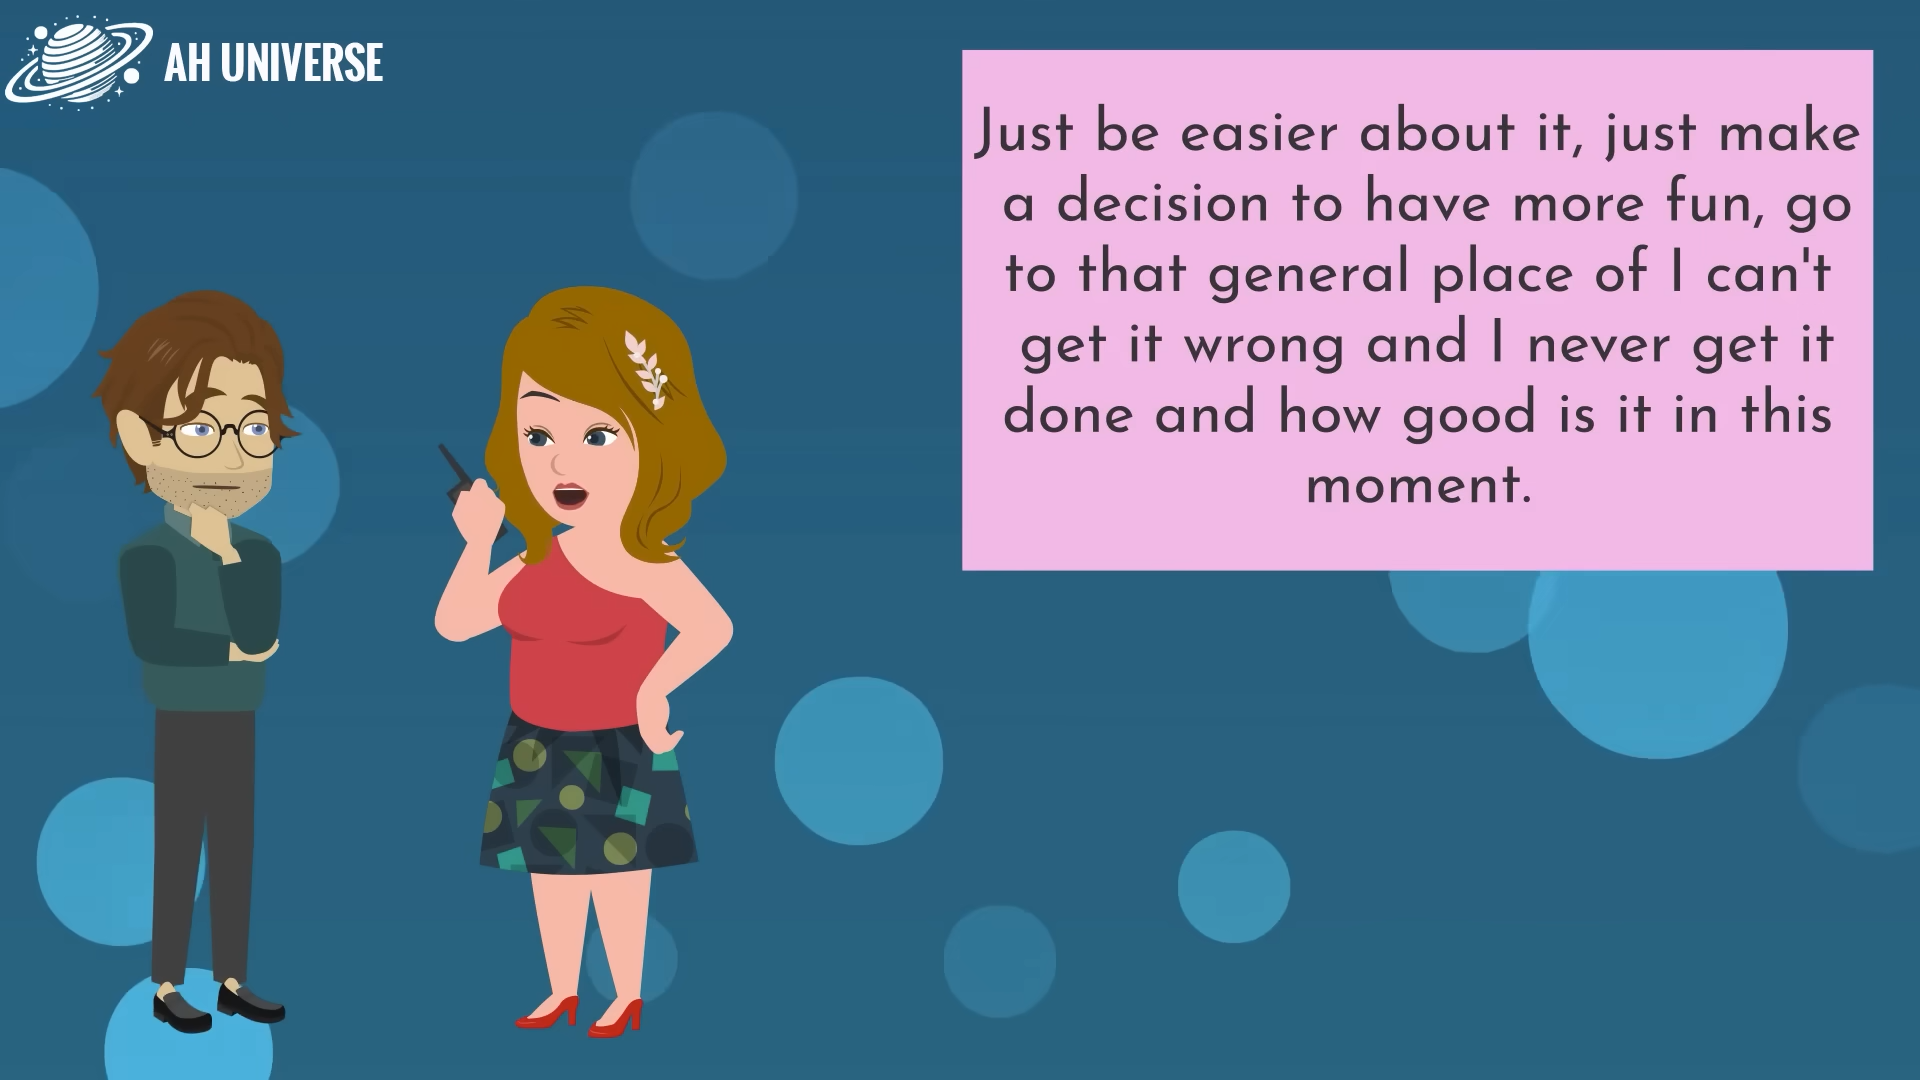 AH UNIVERSE
Just be easier about it, just make
a decision to have more fun, go
to that general place of I can't
get it wrong and I never get it
done and how good is it in this
moment.